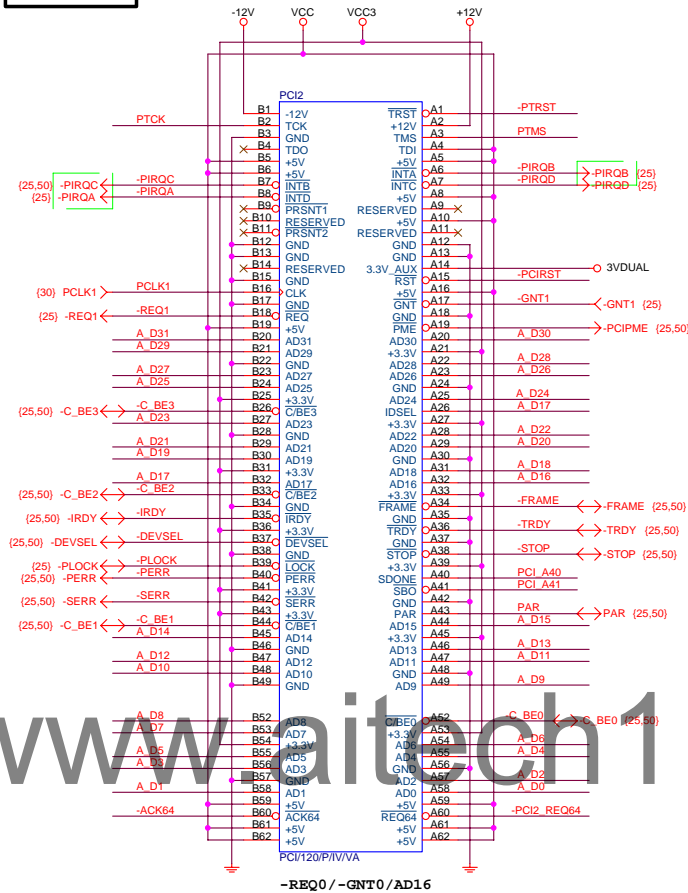 -12V VCC VCC3 +12V
PCI2
B1 -12V TRST A1 -PTRST
PTCK B2 TCK +12V A2
B3 GND TMS A3 PTMS
B4 TDO TDI A4
B5 +5V +5V A5
B6 +5V INTA A6 -PIRQB -PIRQB {25}
{25,50} -PIRQC -PIRQC B7 INTB INTC A7 -PIRQD -PIRQD {25}
{25} -PIRQA -PIRQA B8 INTD +5V A8
B9 PRSNT1 RESERVED A9
B10 RESERVED +5V A10
B11 PRSNT2 RESERVED A11
B12 GND GND A12
B13 GND GND A13
B14 RESERVED 3.3V_AUX A14 3VDUAL
B15 GND RST A15 -PCIRST
{30} PCLK1 PCLK1 B16 CLK +5V A16
B17 GND GNT A17 -GNT1 -GNT1 {25}
{25} -REQ1 -REQ1 B18 REQ GND A18
B19 +5V PME A19 -PCIPME {25,50}
A_D31 B20 AD31 AD30 A20 A_D30
A_D29 B21 AD29 +3.3V A21
B22 GND AD28 A22 A_D28
A_D27 B23 AD27 AD26 A23 A_D26
A_D25 B24 AD25 GND A24
B25 +3.3V AD24 A25 A_D24
{25,50} -C_BE3 -C_BE3 B26 C/BE3 IDSEL A26 A_D17
A_D23 B27 AD23 +3.3V A27
B28 GND AD22 A28 A_D22
A_D21 B29 AD21 AD20 A29 A_D20
A_D19 B30 AD19 GND A30
B31 +3.3V AD18 A31 A_D18
A_D17 B32 AD17 AD16 A32 A_D16
{25,50} -C_BE2 -C_BE2 B33 C/BE2 +3.3V A33
B34 GND FRAME A34 -FRAME -FRAME {25,50}
{25,50} -IRDY -IRDY B35 IRDY GND A35
B36 +3.3V TRDY A36 -TRDY -TRDY {25,50}
{25,50} -DEVSEL -DEVSEL B37 DEVSEL GND A37
B38 GND STOP A38 -STOP -STOP {25,50}
{25} -PLOCK -PLOCK B39 LOCK +3.3V A39
{25,50} -PERR -PERR B40 PERR SDONE A40 PCI_A40
B41 +3.3V SBO A41 PCI_A41
{25,50} -SERR -SERR B42 SERR GND A42
B43 +3.3V PAR A43 PAR PAR {25,50}
{25,50} -C_BE1 -C_BE1 B44 C/BE1 AD15 A44 A_D15
A_D14 B45 AD14 +3.3V A45
B46 GND AD13 A46 A_D13
A_D12 B47 AD12 AD11 A47 A_D11
A_D10 B48 AD10 GND A48
B49 GND AD9 A49 A_D9
www.aitech1
A_D8 B52 AD8 C/BE0 A52 -C_BE0 -C_BE0 {25,50}
A_D7 B53 AD7 +3.3V A53
B54 +3.3V AD6 A54 A_D6
A_D5 B55 AD5 AD4 A55 A_D4
A_D3 B56 AD3 GND A56
B57 GND AD2 A57 A_D2
A_D1 B58 AD1 AD0 A58 A_D0
B59 +5V +5V A59
-ACK64 B60 ACK64 REQ64 A60 -PCI2_REQ64
B61 +5V +5V A61
B62 +5V +5V A62
PCI/120/P/IV/VA
-REQ0/-GNT0/AD16